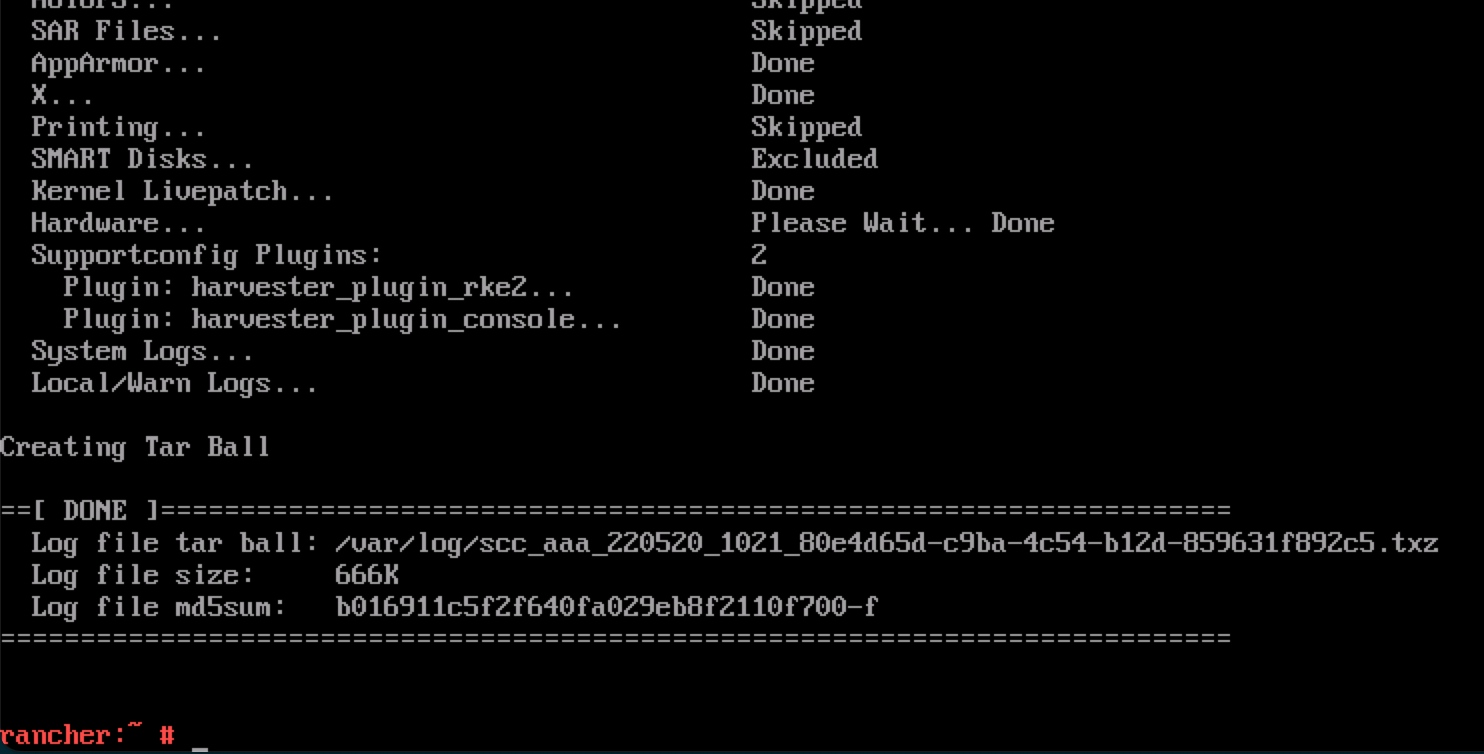 Motors... Skipped
SAR Files... Skipped
AppArmor... Done
X... Done
Printing... Skipped
SMART Disks... Excluded
Kernel Livepatch... Done
Hardware... Please Wait... Done
Supportconfig Plugins: 2
Plugin: harvester_plugin_rke2... Done
Plugin: harvester_plugin_console... Done
System Logs... Done
Local/Warn Logs... Done
Creating Tar Ball
==[ DONE ]===================================================================
Log file tar ball: /var/log/scc_aaa_220520_1021_80e4d65d-c9ba-4c54-b12d-859631f892c5.txz
Log file size: 666K
Log file md5sum: b016911c5f2f640fa029eb8f2110f700-f
=============================================================================
rancher:~ # _